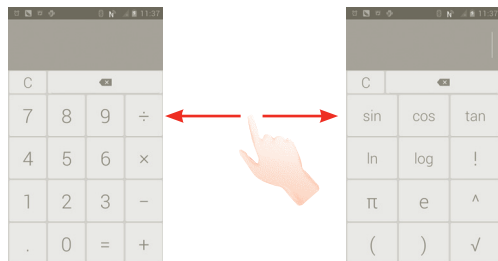 11:37
C
7 8 9 ÷
4 5 6 ×
1 2 3 −
. 0 = +
11:37
C
sin cos tan
ln log !
π e ^
( ) √